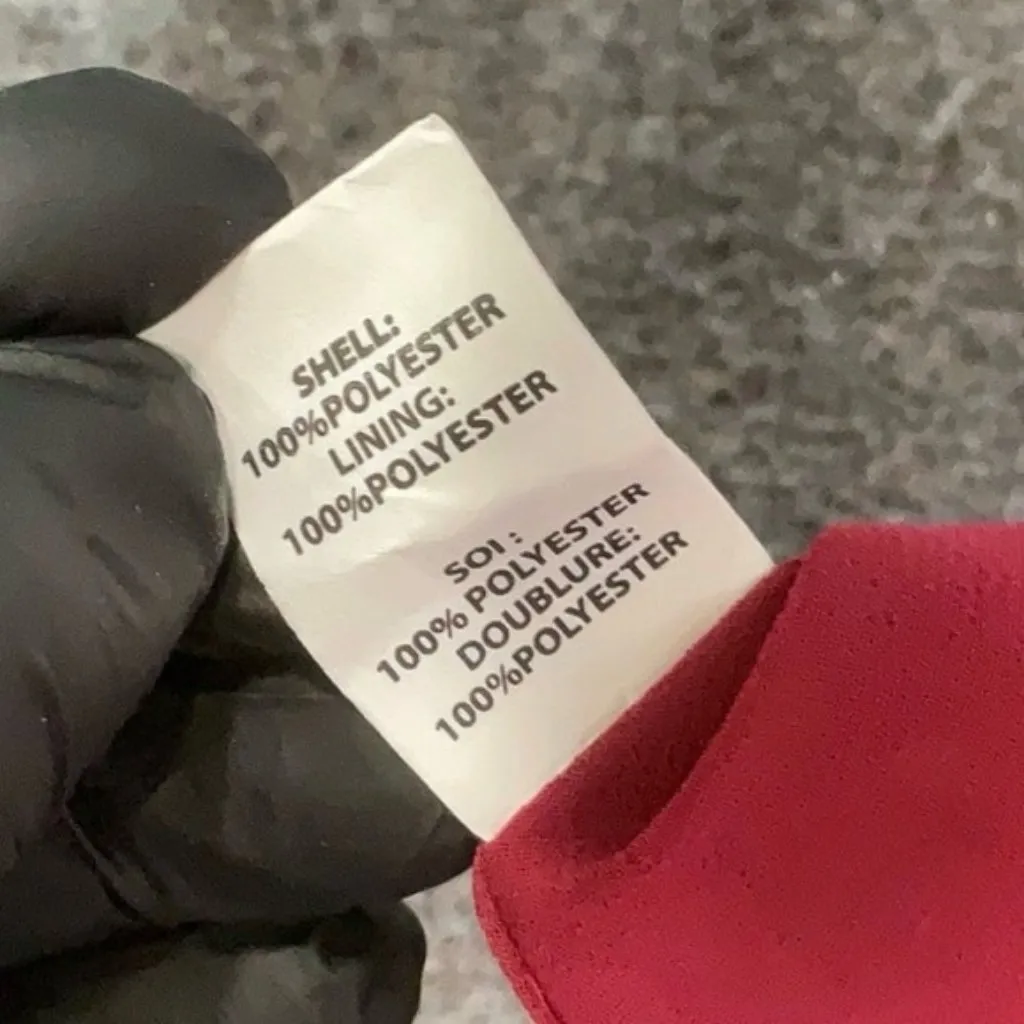 SHELL:
100%POLYESTER
LINING:
100%POLYESTER
SOI :
100% POLYESTER
DOUBLURE:
100%POLYESTER